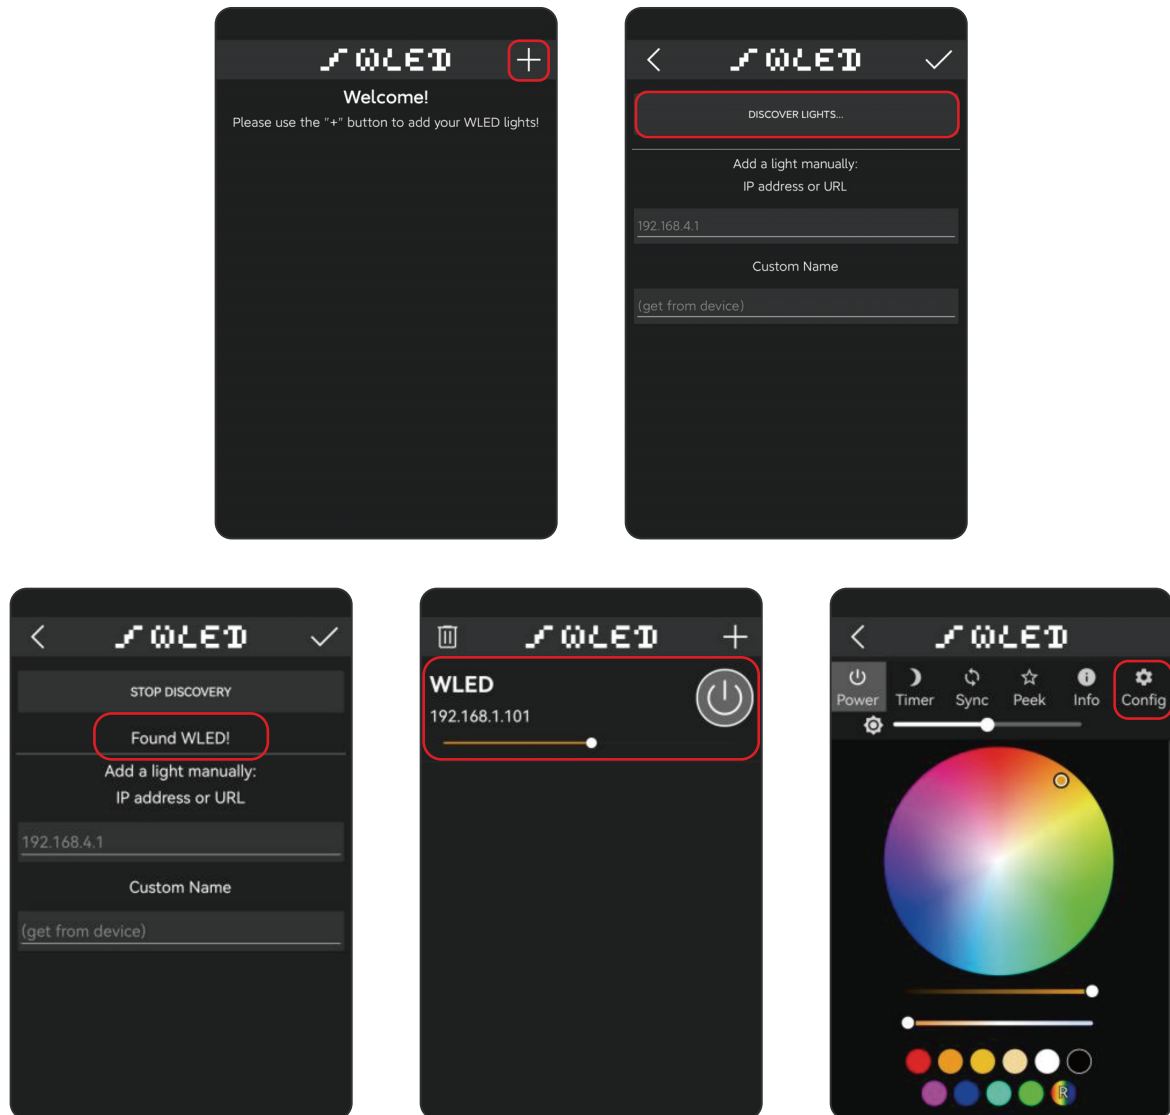 WLED
Welcome!
Please use the "+" button to add your WLED lights!
WLED
DISCOVER LIGHTS...
Add a light manually:
IP address or URL
192.168.4.1
Custom Name
(get from device)
WLED
STOP DISCOVERY
Found WLED!
Add a light manually:
IP address or URL
192.168.4.1
Custom Name
(get from device)
WLED
WLED
192.168.1.101
WLED
Power Timer Sync Peek Info Config
R